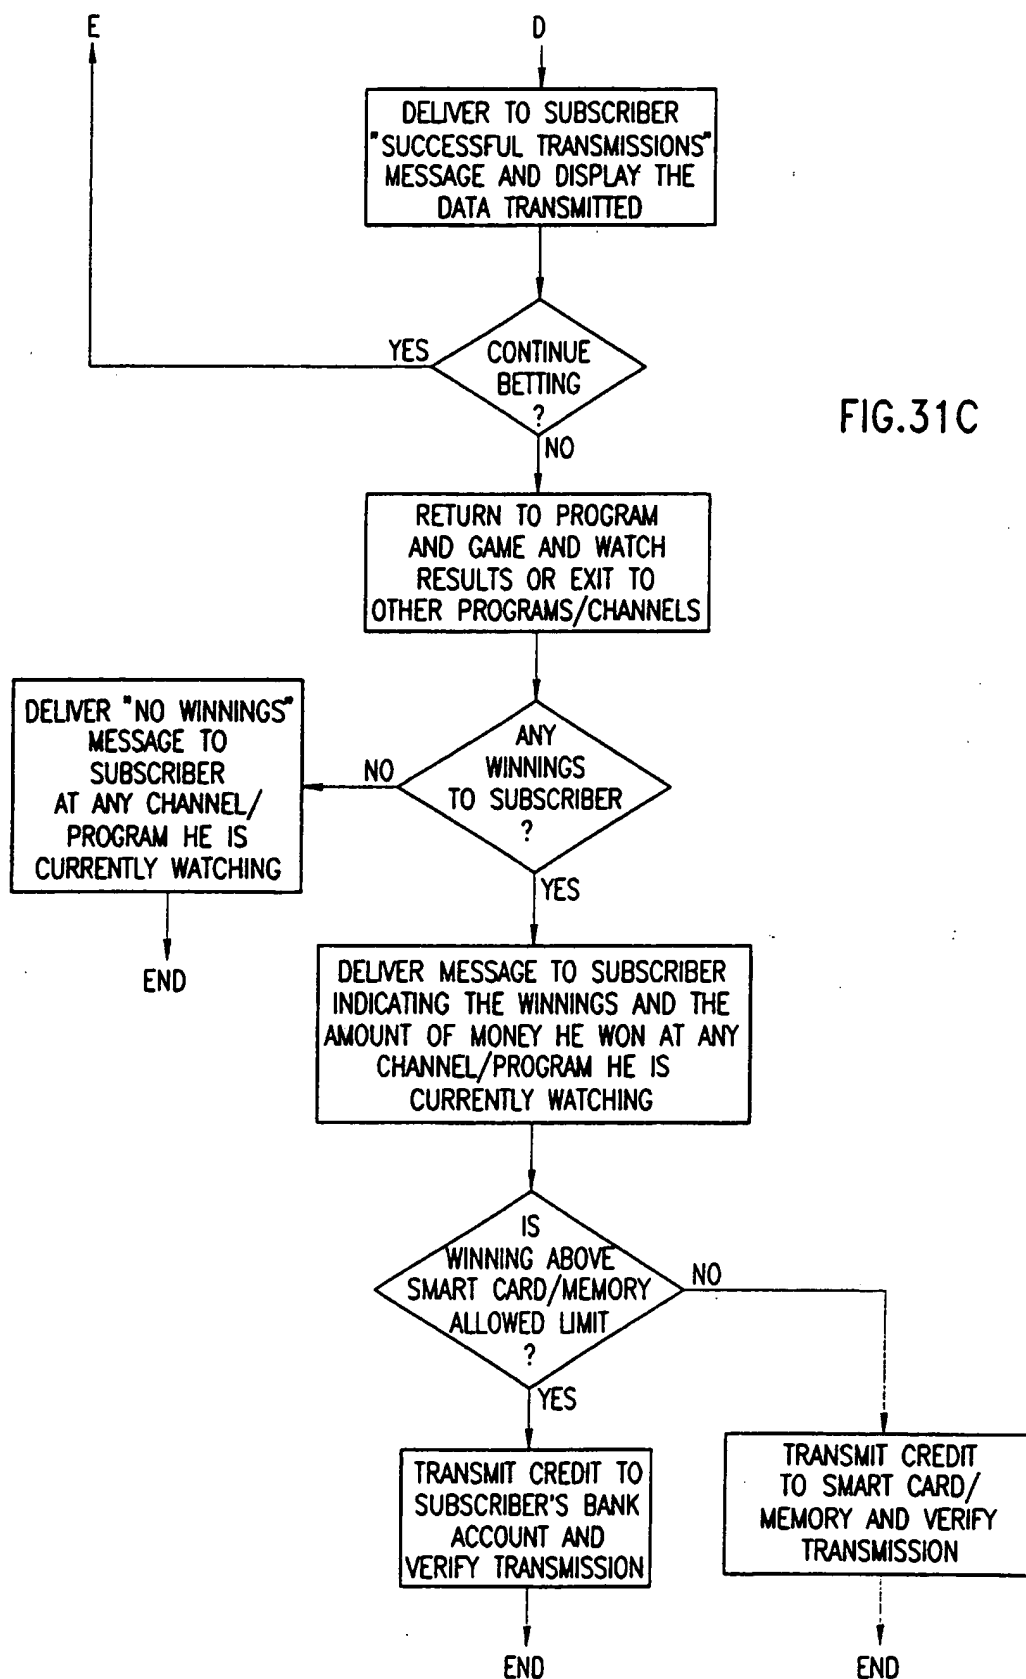 E
D
DELIVER TO SUBSCRIBER
"SUCCESSFUL TRANSMISSIONS"
MESSAGE AND DISPLAY THE
DATA TRANSMITTED
YES
CONTINUE
BETTING
?
NO
FIG.31C
RETURN TO PROGRAM
AND GAME AND WATCH
RESULTS OR EXIT TO
OTHER PROGRAMS/CHANNELS
DELIVER "NO WINNINGS"
MESSAGE TO
SUBSCRIBER
AT ANY CHANNEL/
PROGRAM HE IS
CURRENTLY WATCHING
END
NO
ANY
WINNINGS
TO SUBSCRIBER
?
YES
DELIVER MESSAGE TO SUBSCRIBER
INDICATING THE WINNINGS AND THE
AMOUNT OF MONEY HE WON AT ANY
CHANNEL/PROGRAM HE IS
CURRENTLY WATCHING
IS
WINNING ABOVE
SMART CARD/MEMORY
ALLOWED LIMIT
?
NO
YES
TRANSMIT CREDIT TO
SUBSCRIBER'S BANK
ACCOUNT AND
VERIFY TRANSMISSION
END
TRANSMIT CREDIT
TO SMART CARD/
MEMORY AND VERIFY
TRANSMISSION
END